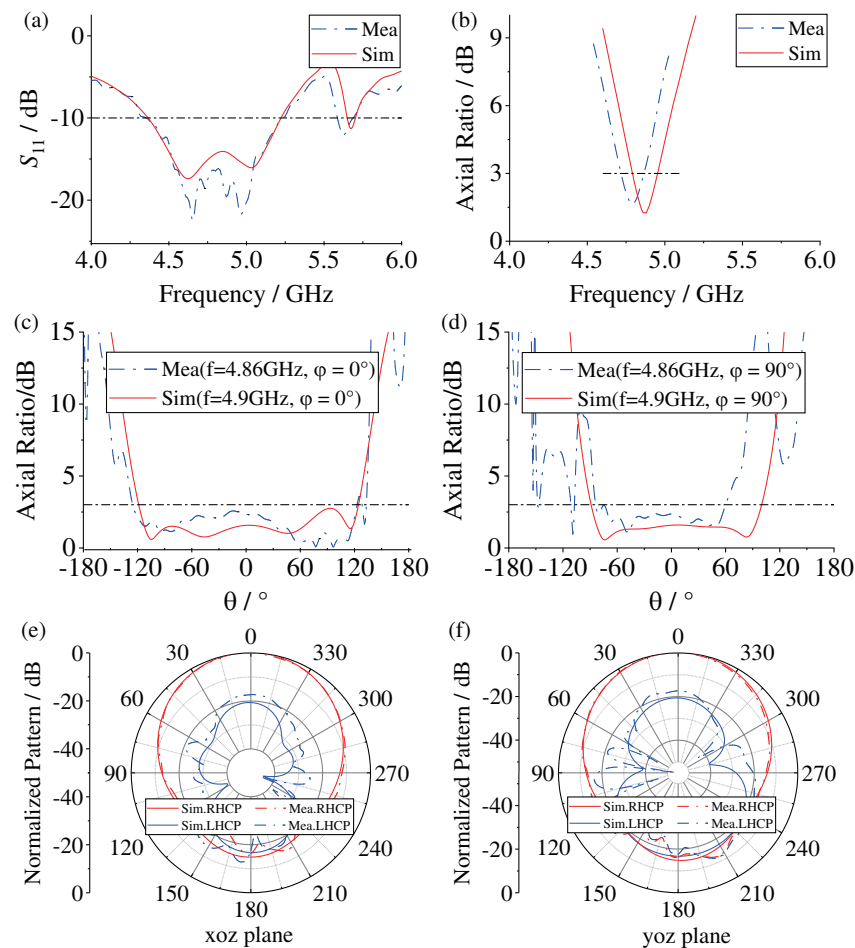 (a)
0
-10
-20
S11 / dB
Mea
Sim
4.0 4.5 5.0 5.5 6.0
Frequency / GHz
(b)
9
6
3
0
Axial Ratio / dB
Mea
Sim
4.0 4.5 5.0 5.5 6.0
Frequency / GHz
(c)
15
10
5
0
Axial Ratio/dB
Mea(f=4.86GHz, φ = 0°)
Sim(f=4.9GHz, φ = 0°)
-180 -120 -60 0 60 120 180
θ / °
(d)
15
10
5
0
Axial Ratio/dB
Mea(f=4.86GHz, φ = 90°)
Sim(f=4.9GHz, φ = 90°)
-180 -120 -60 0 60 120 180
θ / °
(e)
Normalized Pattern / dB
0
-20
-40
-40
-20
0
0
330
300
270
240
210
180
150
120
90
60
30
Sim.RHCP Mea.RHCP
Sim.LHCP Mea.LHCP
xoz plane
(f)
Normalized Pattern / dB
0
-20
-40
-40
-20
0
0
330
300
270
240
210
180
150
120
90
60
30
Sim.RHCP Mea.RHCP
Sim.LHCP Mea.LHCP
yoz plane